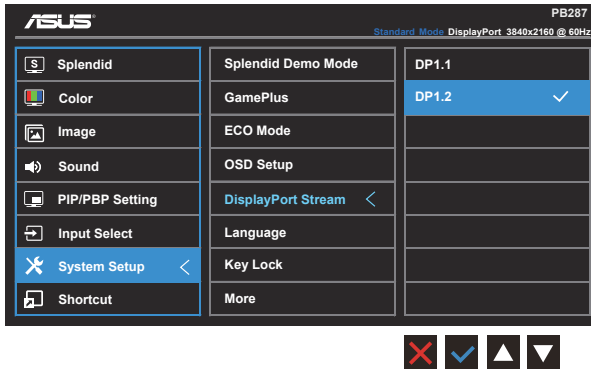 ASUS
PB287
Standard Mode DisplayPort 3840x2160 @ 60Hz
S Splendid
Color
Image
Sound
PIP/PBP Setting
Input Select
System Setup
Shortcut
Splendid Demo Mode
GamePlus
ECO Mode
OSD Setup
DisplayPort Stream
Language
Key Lock
More
DP1.1
DP1.2